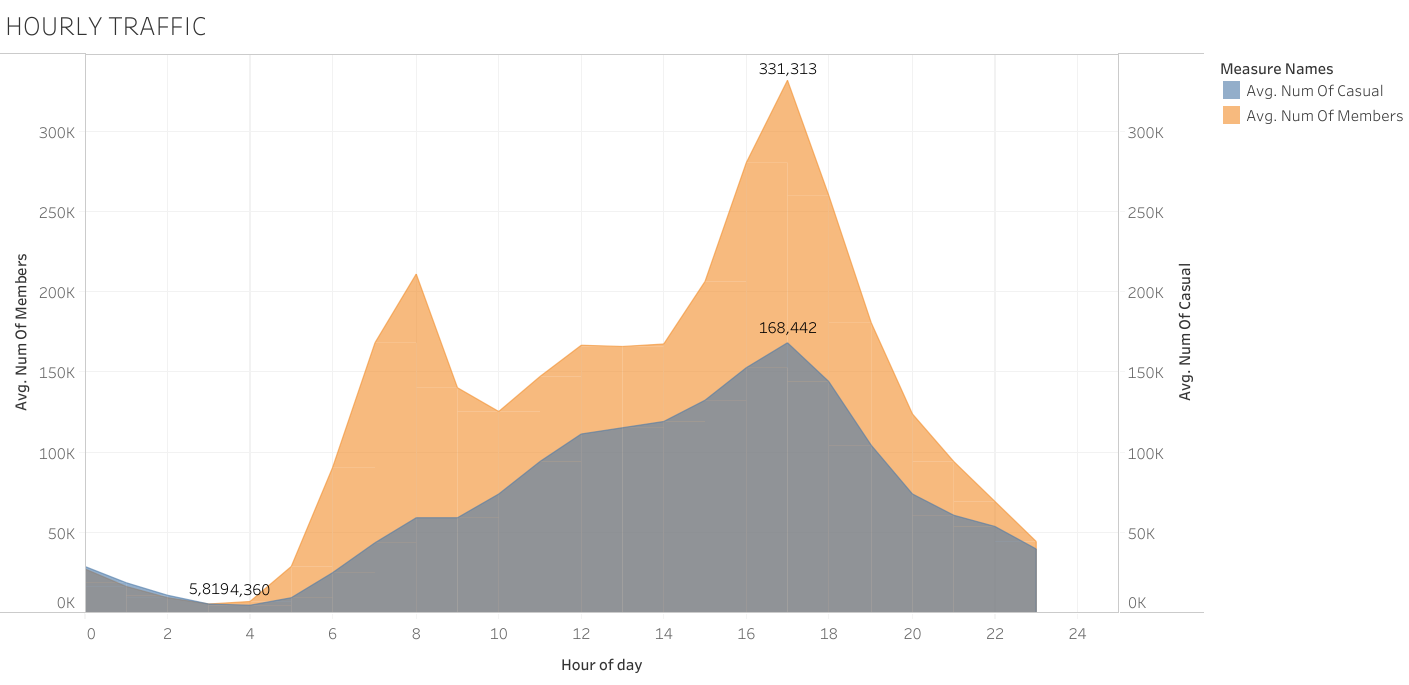 HOURLY TRAFFIC
Measure Names
Avg. Num Of Casual
Avg. Num Of Members
Avg. Num Of Members
300K
250K
200K
150K
100K
50K
0K
331,313
168,442
5,819
4,360
300K
250K
200K
150K
100K
50K
0K
Avg. Num Of Casual
0 2 4 6 8 10 12 14 16 18 20 22 24
Hour of day